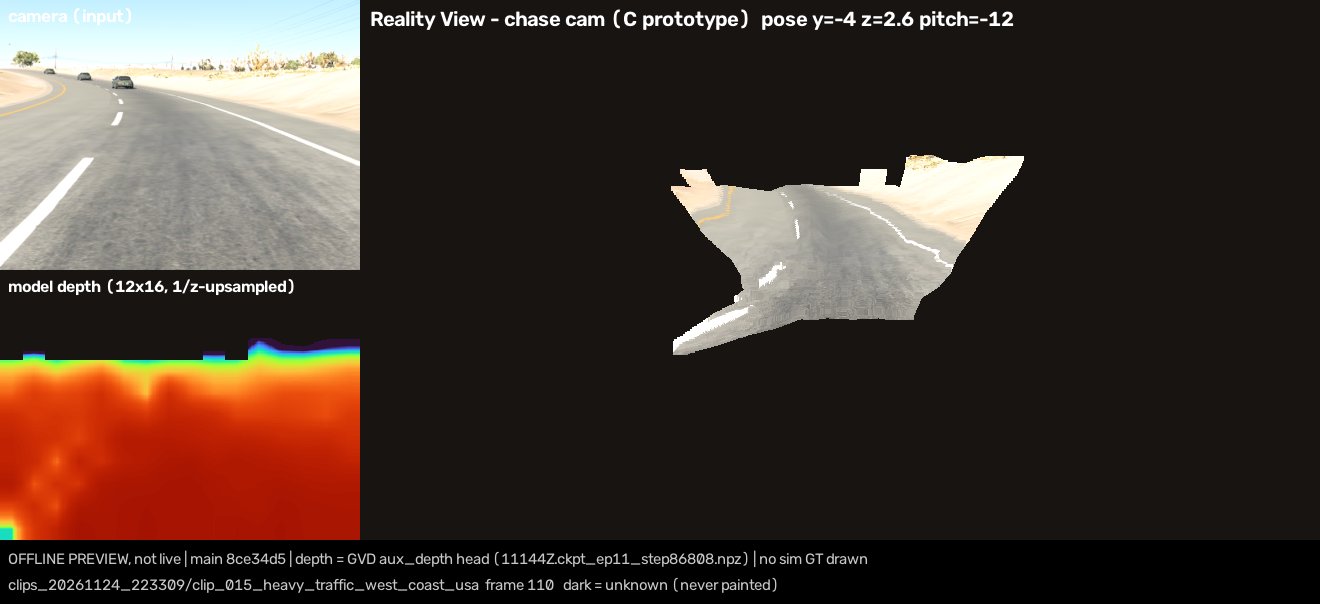 camera (input)
Reality View - chase cam (C prototype) pose y=-4 z=2.6 pitch=-12
model depth (12x16, 1/z-upsampled)
OFFLINE PREVIEW, not live | main 8ce34d5 | depth = GVD aux_depth head (11144Z.ckpt_ep11_step86808.npz) | no sim GT drawn
clips_20261124_223309/clip_015_heavy_traffic_west_coast_usa frame 110 dark = unknown (never painted)